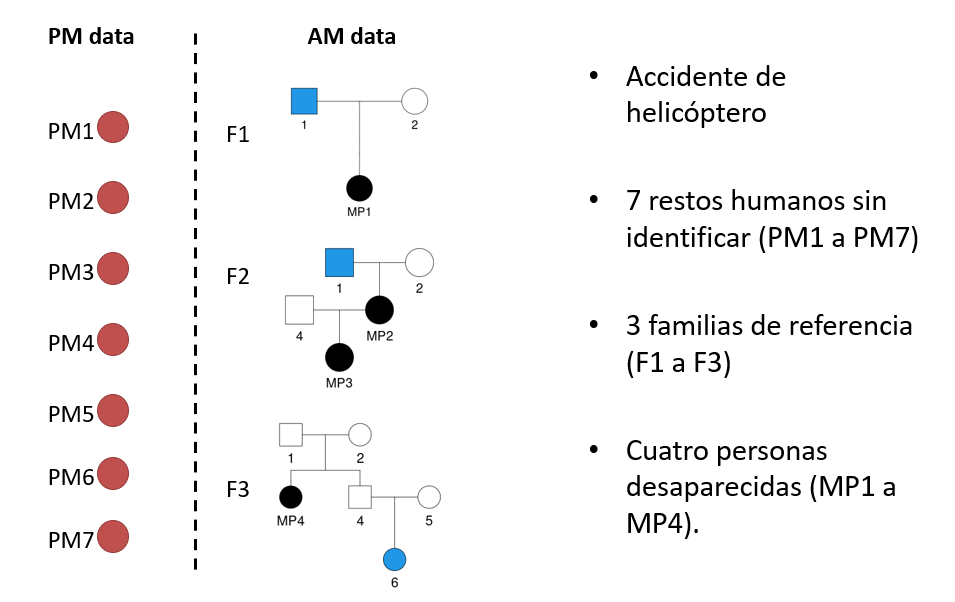 PM data
AM data
PM1
PM2
PM3
PM4
PM5
PM6
PM7
F1
1
2
MP1
F2
1
2
4
MP2
MP3
F3
1
2
MP4
4
5
6
• Accidente de
helicóptero
• 7 restos humanos sin
identificar (PM1 a PM7)
• 3 familias de referencia
(F1 a F3)
• Cuatro personas
desaparecidas (MP1 a
MP4).